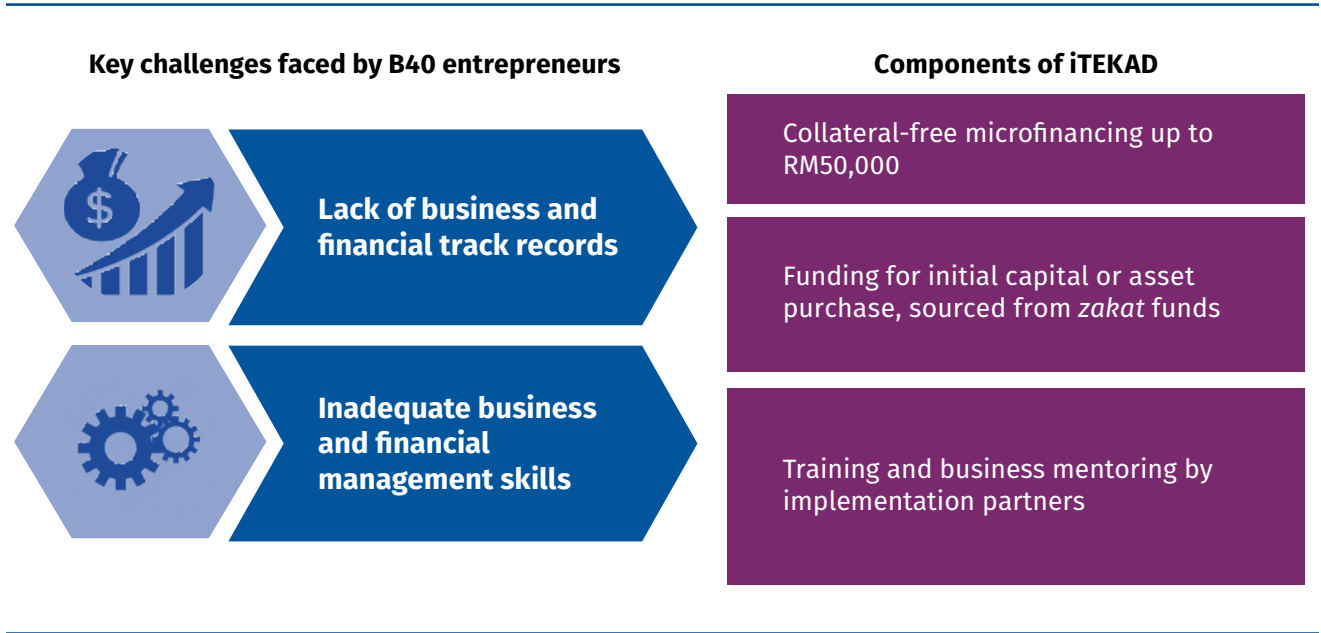 Key challenges faced by B40 entrepreneurs
$
Lack of business and
financial track records
Inadequate business
and financial
management skills
Components of iTEKAD
Collateral-free microfinancing up to
RM50,000
Funding for initial capital or asset
purchase, sourced from zakat funds
Training and business mentoring by
implementation partners